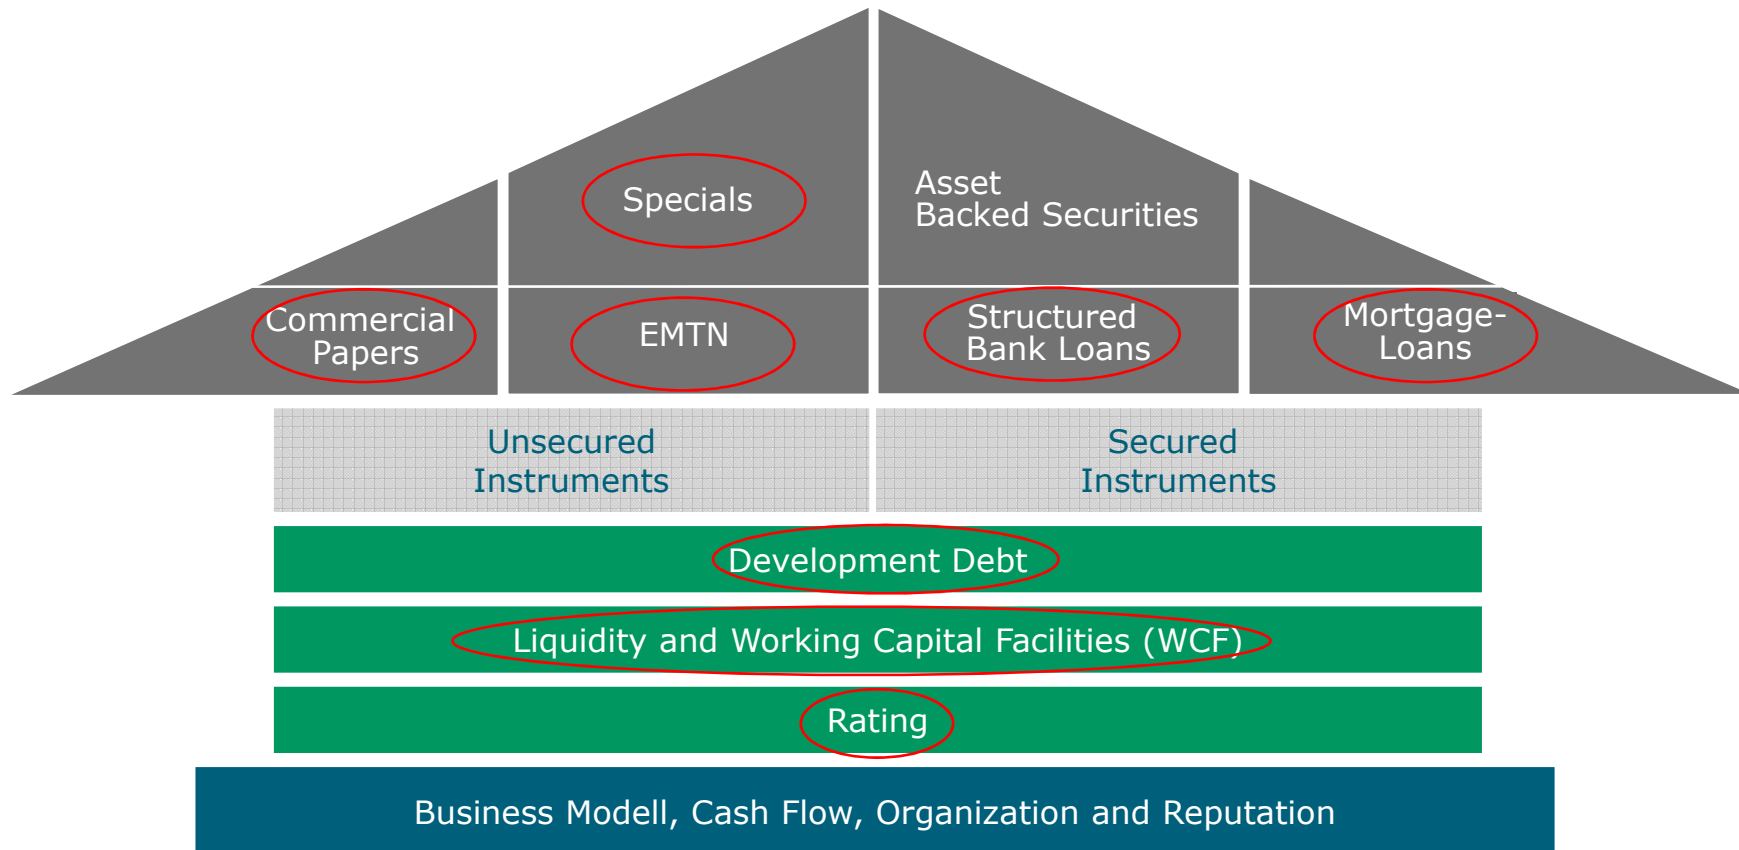 Specials
Asset
Backed Securities
Commercial
Papers
EMTN
Structured
Bank Loans
Mortgage-
Loans
Unsecured
Instruments
Secured
Instruments
Development Debt
Liquidity and Working Capital Facilities (WCF)
Rating
Business Modell, Cash Flow, Organization and Reputation